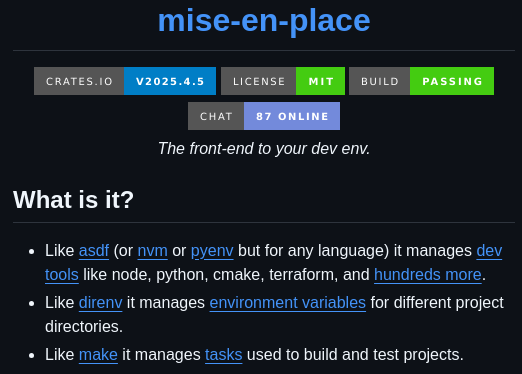 mise-en-place
CRATES.IO V2025.4.5 LICENSE MIT BUILD PASSING
CHAT 87 ONLINE
The front-end to your dev env.
What is it?
• Like asdf (or nvm or pyenv but for any language) it manages dev
tools like node, python, cmake, terraform, and hundreds more.
• Like direnv it manages environment variables for different project
directories.
• Like make it manages tasks used to build and test projects.